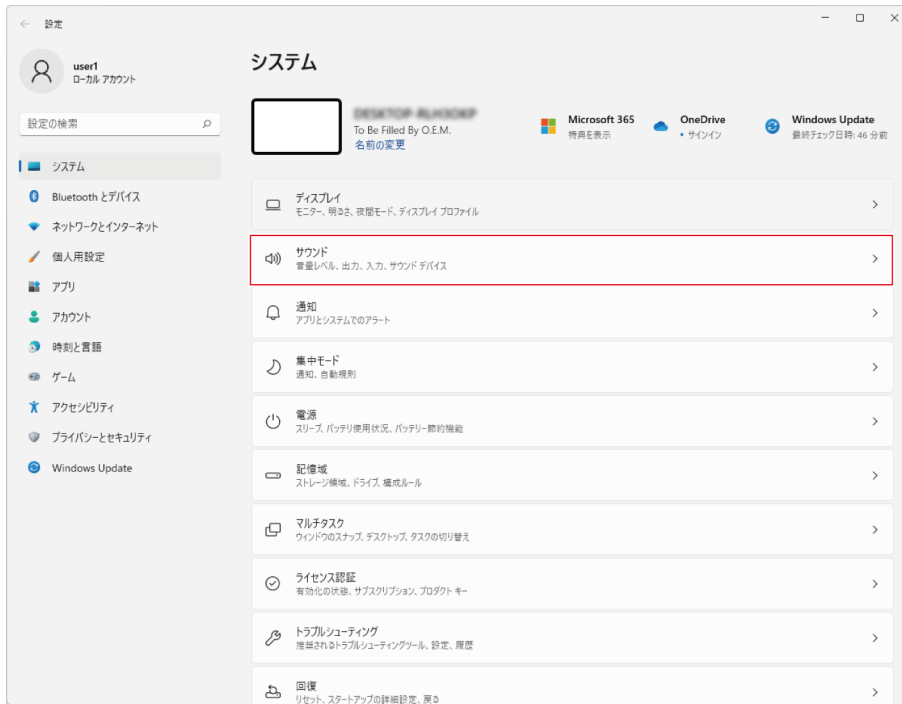 設定
user1
ローカル アカウント
設定の検索
システム
Bluetooth とデバイス
ネットワークとインターネット
個人用設定
アプリ
アカウント
時刻と言語
ゲーム
アクセシビリティ
プライバシーとセキュリティ
Windows Update
システム
To Be Filled By O.E.M.
名前の変更
Microsoft 365
特典を表示
OneDrive
• サインイン
Windows Update
最終チェック日時: 46 分前
ディスプレイ
モニター、明るさ、夜間モード、ディスプレイ プロファイル
サウンド
音量レベル、出力、入力、サウンド デバイス
通知
アプリとシステムでのアラート
集中モード
通知、自動規則
電源
スリープ、バッテリ使用状況、バッテリー節約機能
記憶域
ストレージ領域、ドライブ、構成ルール
マルチタスク
ウィンドウのスナップ、デスクトップ、タスクの切り替え
ライセンス認証
有効化の状態、サブスクリプション、プロダクト キー
トラブルシューティング
推奨されるトラブルシューティングツール、設定、履歴
回復
リセット、スタートアップの詳細設定、戻る